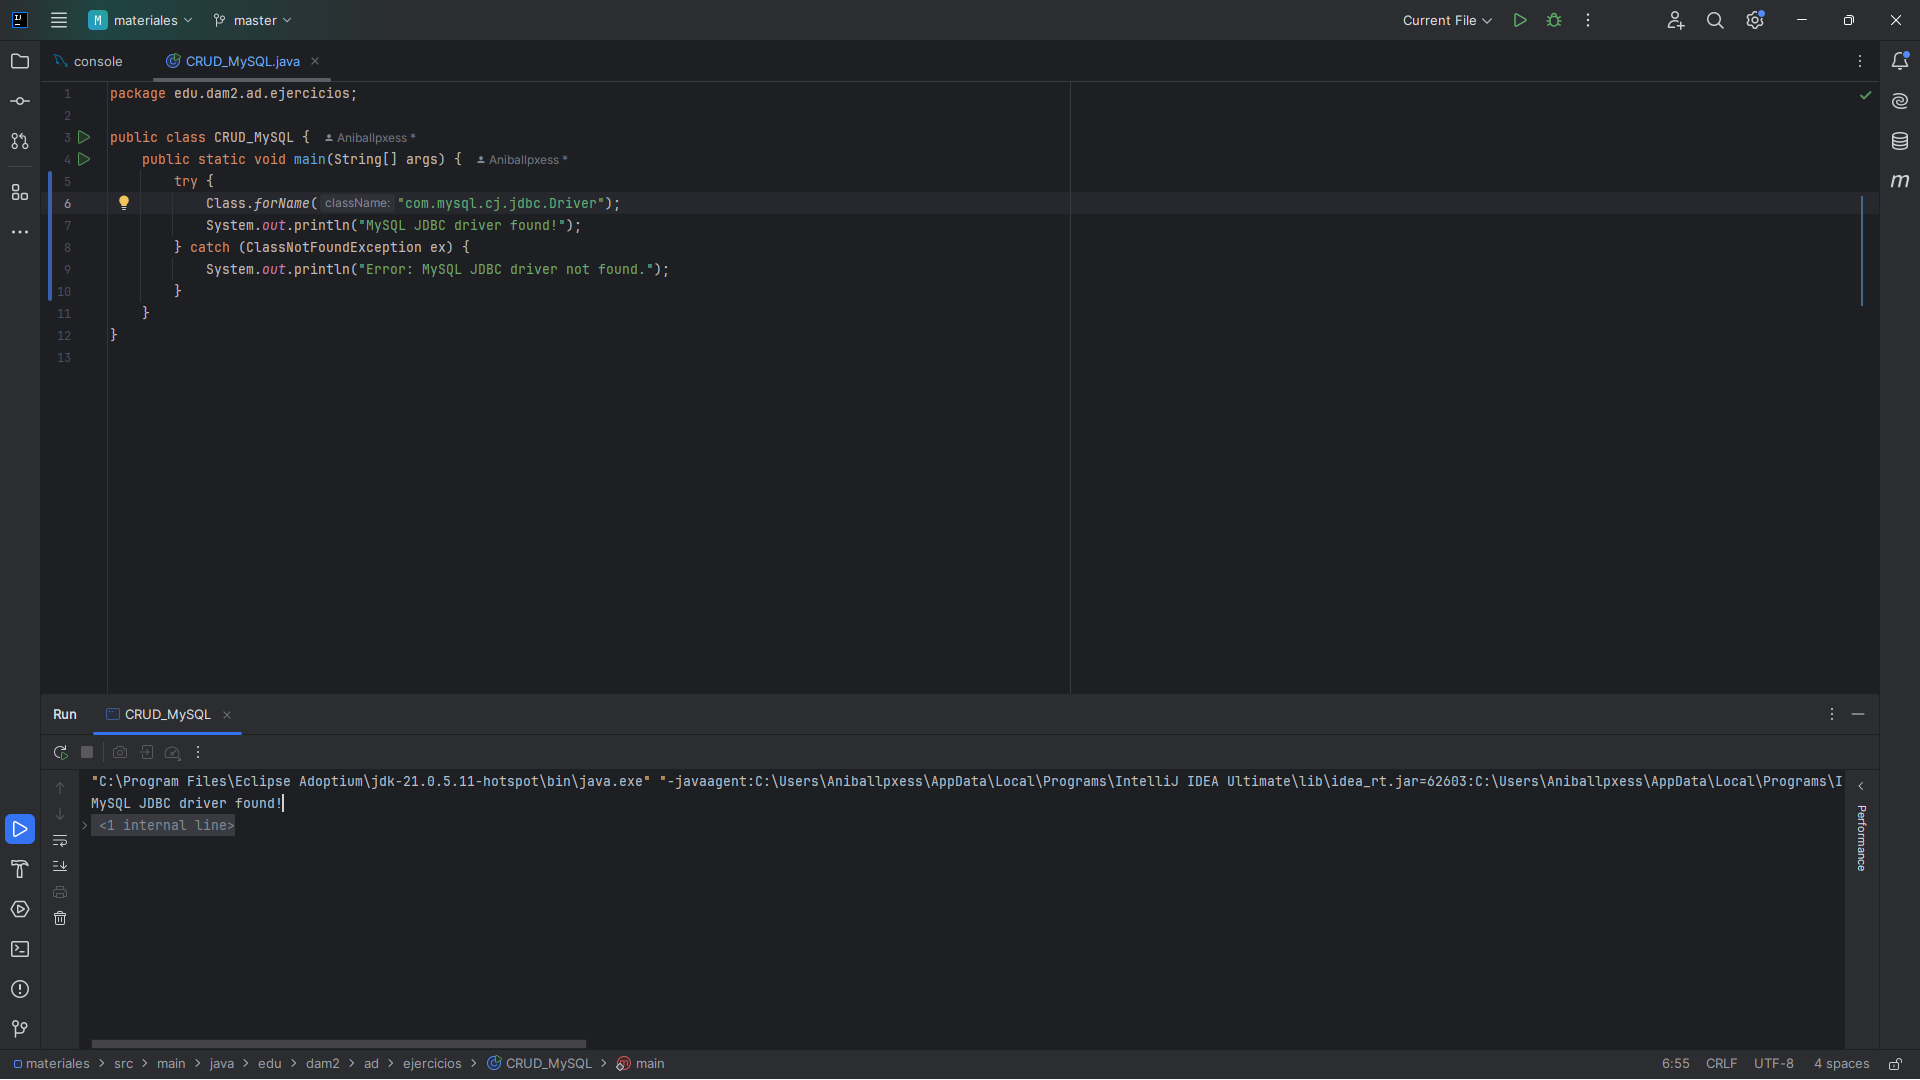 M materiales master Current File
console CRUD_MySQL.java
1 package edu.dam2.ad.ejercicios;
2
3 public class CRUD_MySQL { Aniballpxess *
4 public static void main(String[] args) { Aniballpxess *
5 try {
6 Class.forName( className: "com.mysql.cj.jdbc.Driver");
7 System.out.println("MySQL JDBC driver found!");
8 } catch (ClassNotFoundException ex) {
9 System.out.println("Error: MySQL JDBC driver not found.");
10 }
11 }
12 }
13
Run CRUD_MySQL
"C:\Program Files\Eclipse Adoptium\jdk-21.0.5.11-hotspot\bin\java.exe" "-javaagent:C:\Users\Aniballpxess\AppData\Local\Programs\IntelliJ IDEA Ultimate\lib\idea_rt.jar=62603:C:\Users\Aniballpxess\AppData\Local\Programs\I
MySQL JDBC driver found!
<1 internal line>
Performance
materiales > src > main > java > edu > dam2 > ad > ejercicios > CRUD_MySQL > main 6:55 CRLF UTF-8 4 spaces